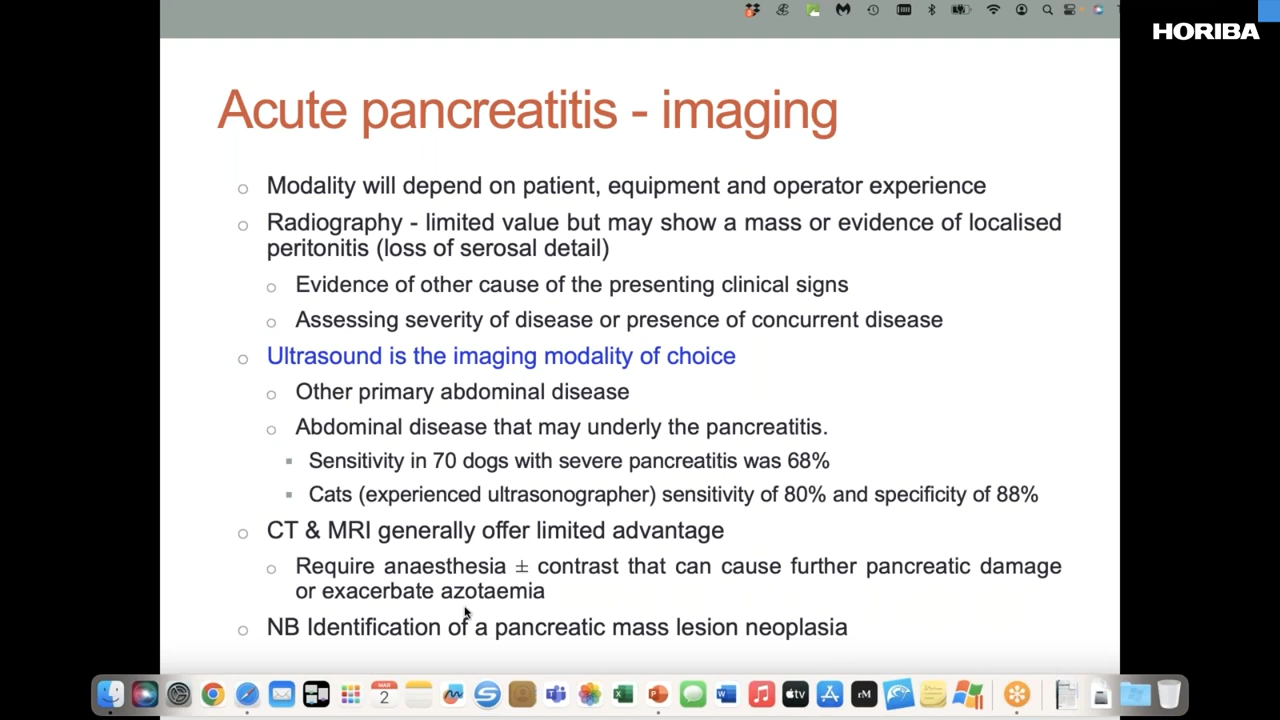 HORIBA
Acute pancreatitis - imaging
Modality will depend on patient, equipment and operator experience
Radiography - limited value but may show a mass or evidence of localised
peritonitis (loss of serosal detail)
Evidence of other cause of the presenting clinical signs
Assessing severity of disease or presence of concurrent disease
Ultrasound is the imaging modality of choice
Other primary abdominal disease
Abdominal disease that may underly the pancreatitis.
Sensitivity in 70 dogs with severe pancreatitis was 68%
Cats (experienced ultrasonographer) sensitivity of 80% and specificity of 88%
CT & MRI generally offer limited advantage
Require anaesthesia ± contrast that can cause further pancreatic damage
or exacerbate azotaemia
NB Identification of a pancreatic mass lesion neoplasia
MAR
2
tv
rM